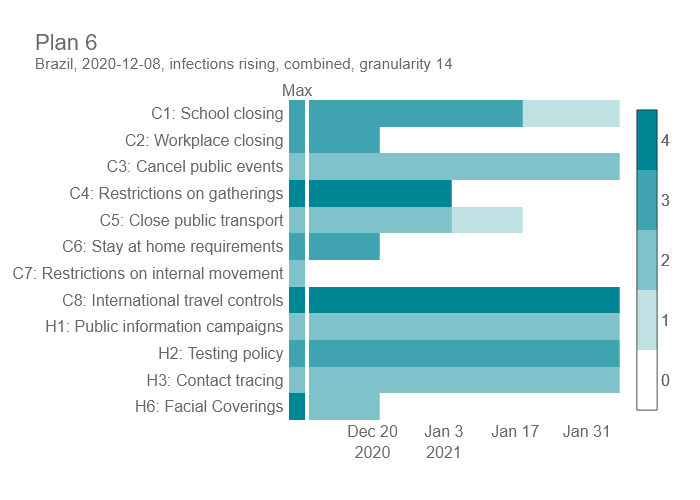 Plan 6
Brazil, 2020-12-08, infections rising, combined, granularity 14
Max
C1: School closing
C2: Workplace closing
C3: Cancel public events
C4: Restrictions on gatherings
C5: Close public transport
C6: Stay at home requirements
C7: Restrictions on internal movement
C8: International travel controls
H1: Public information campaigns
H2: Testing policy
H3: Contact tracing
H6: Facial Coverings
Dec 20 Jan 3 Jan 17 Jan 31
2020 2021
4
3
2
1
0